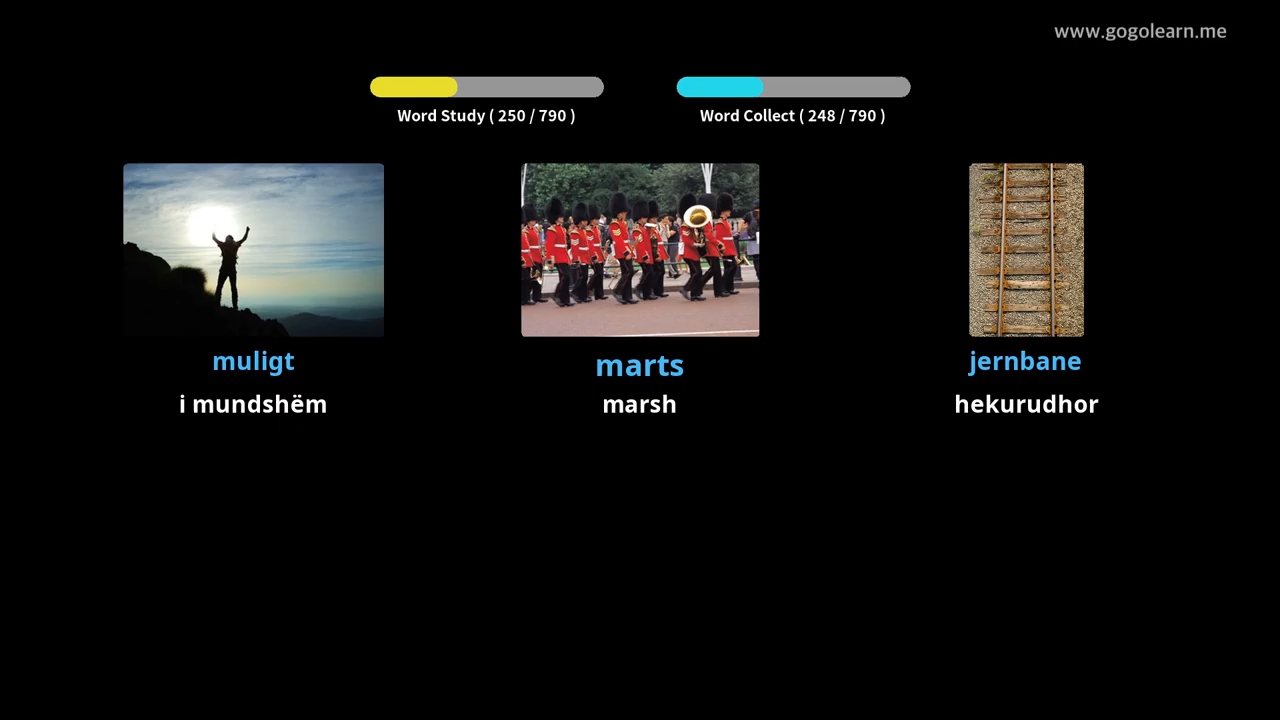 www.gogolearn.me
Word Study ( 250 / 790 )
Word Collect ( 248 / 790 )
muligt
marts
jernbane
i mundshëm
marsh
hekurudhor